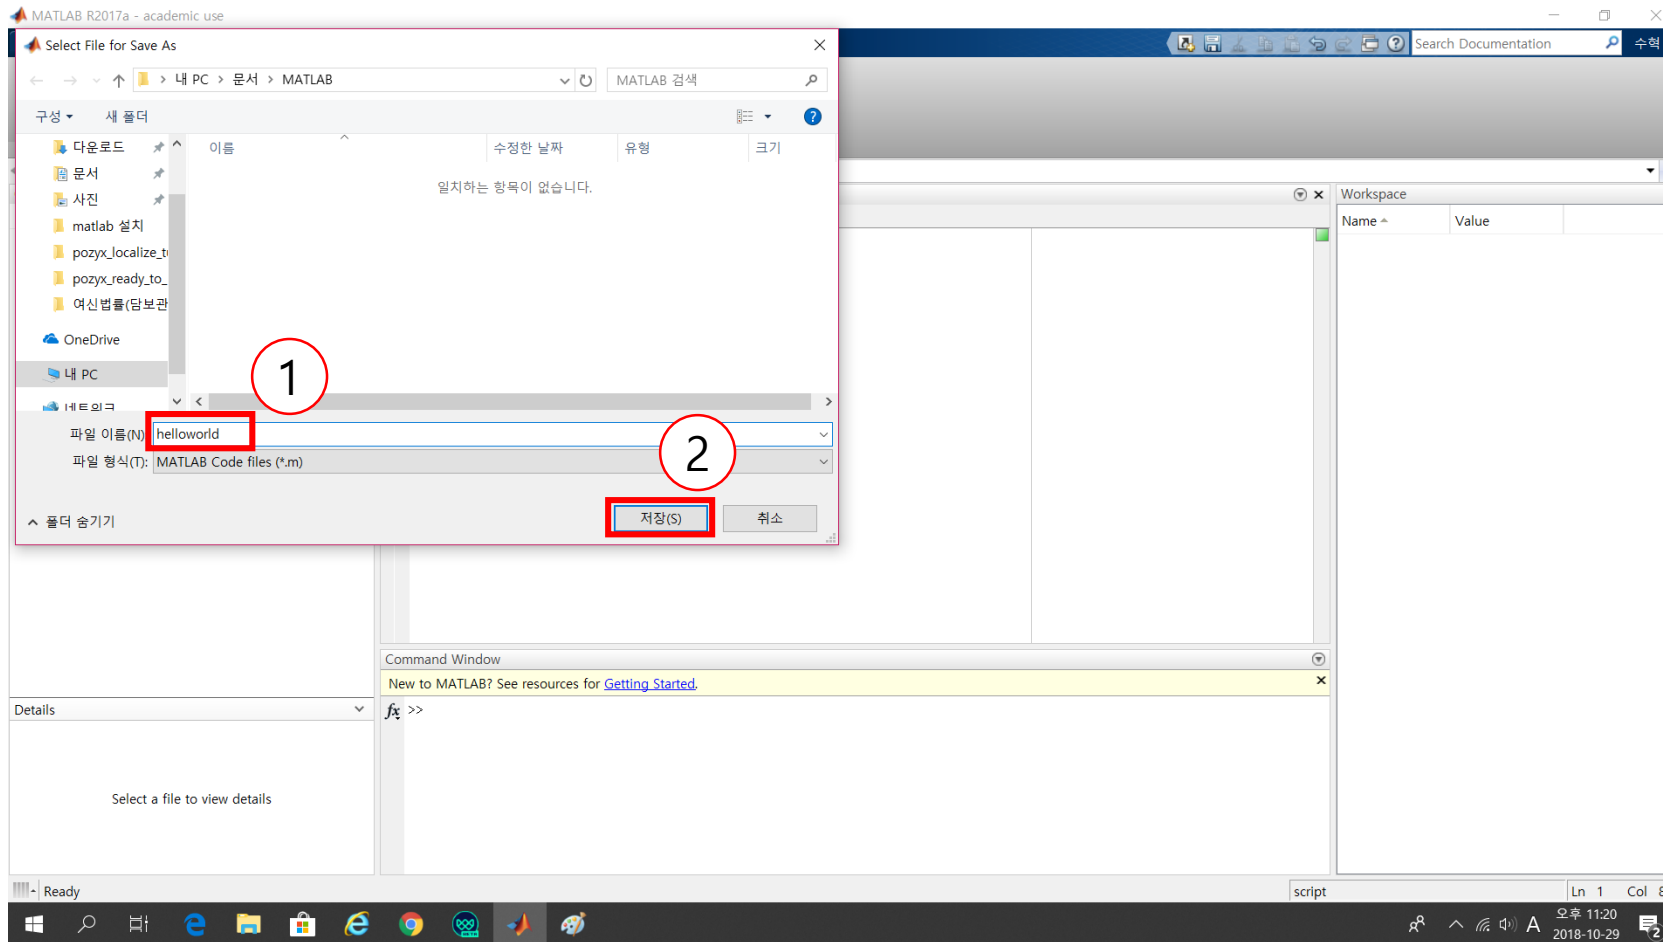 MATLAB R2017a - academic use
Select File for Save As
내 PC > 문서 > MATLAB
MATLAB 검색
Search Documentation
수혁
구성
새 폴더
다운로드
문서
사진
matlab 설치
pozyx_localize_t
pozyx_ready_to_
여신법률(담보관
OneDrive
내 PC
네트워크
이름
수정한 날짜
유형
크기
일치하는 항목이 없습니다.
1
파일 이름(N)
helloworld
2
파일 형식(T):
MATLAB Code files (*.m)
폴더 숨기기
저장(S)
취소
Workspace
Name
Value
Command Window
New to MATLAB? See resources for Getting Started.
fx >>
Details
Select a file to view details
Ready
script
Ln 1
Col
A
오후 11:20
2018-10-29
2